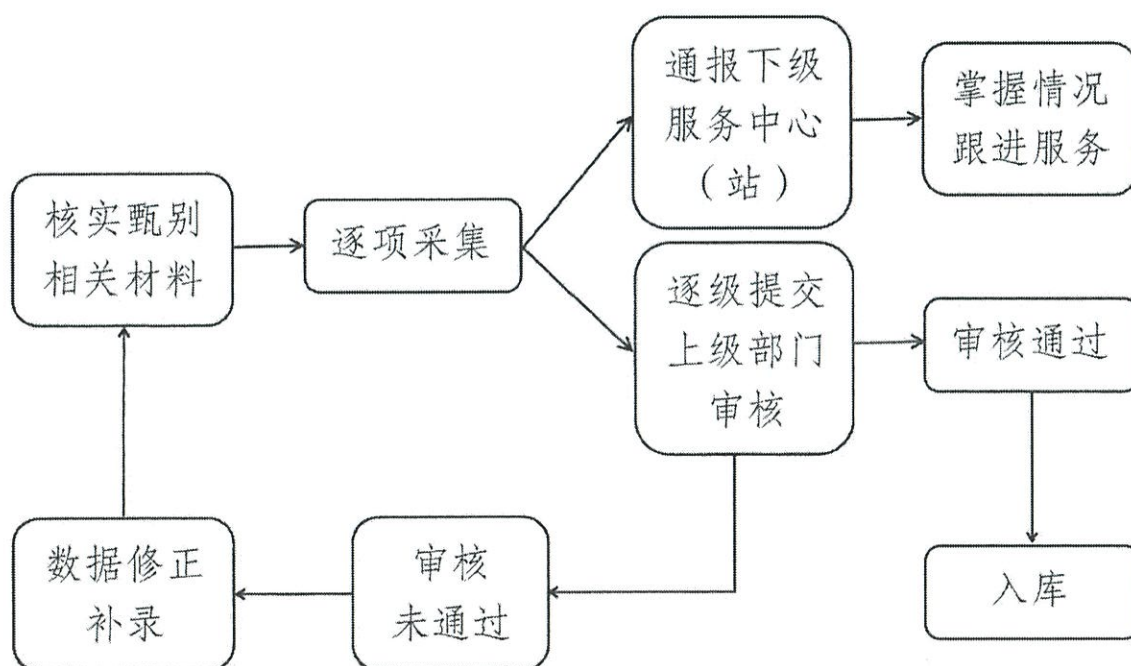 通报下级
服务中心
（站）
掌握情况
跟进服务
核实甄别
相关材料
逐项采集
逐级提交
上级部门
审核
审核通过
数据修正
补录
审核
未通过
入库